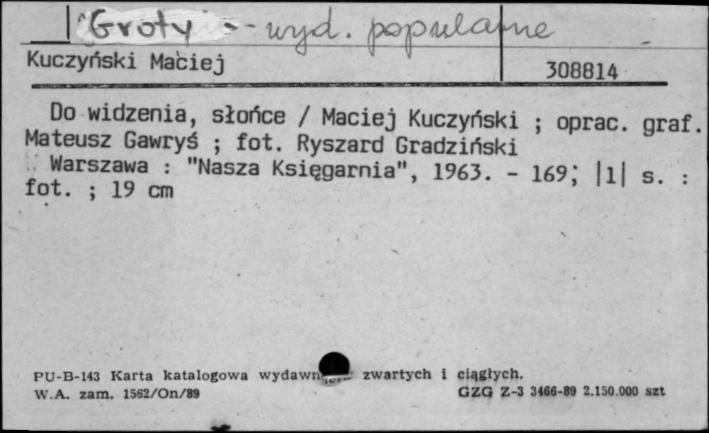 Groty - wyd. popularne
Kuczyński Maciej
308814
Do widzenia, słońce / Maciej Kuczyński ; oprac. graf.
Mateusz Gawryś ; fot. Ryszard Gradziński
Warszawa : "Nasza Księgarnia", 1963. - 169, |1| s. :
fot. ; 19 cm
PU-B-143 Karta katalogowa zwartych i ciągłych.
W.A. zam. 1562/On/89
GZG Z-3 3466-89 2.150.000 szt